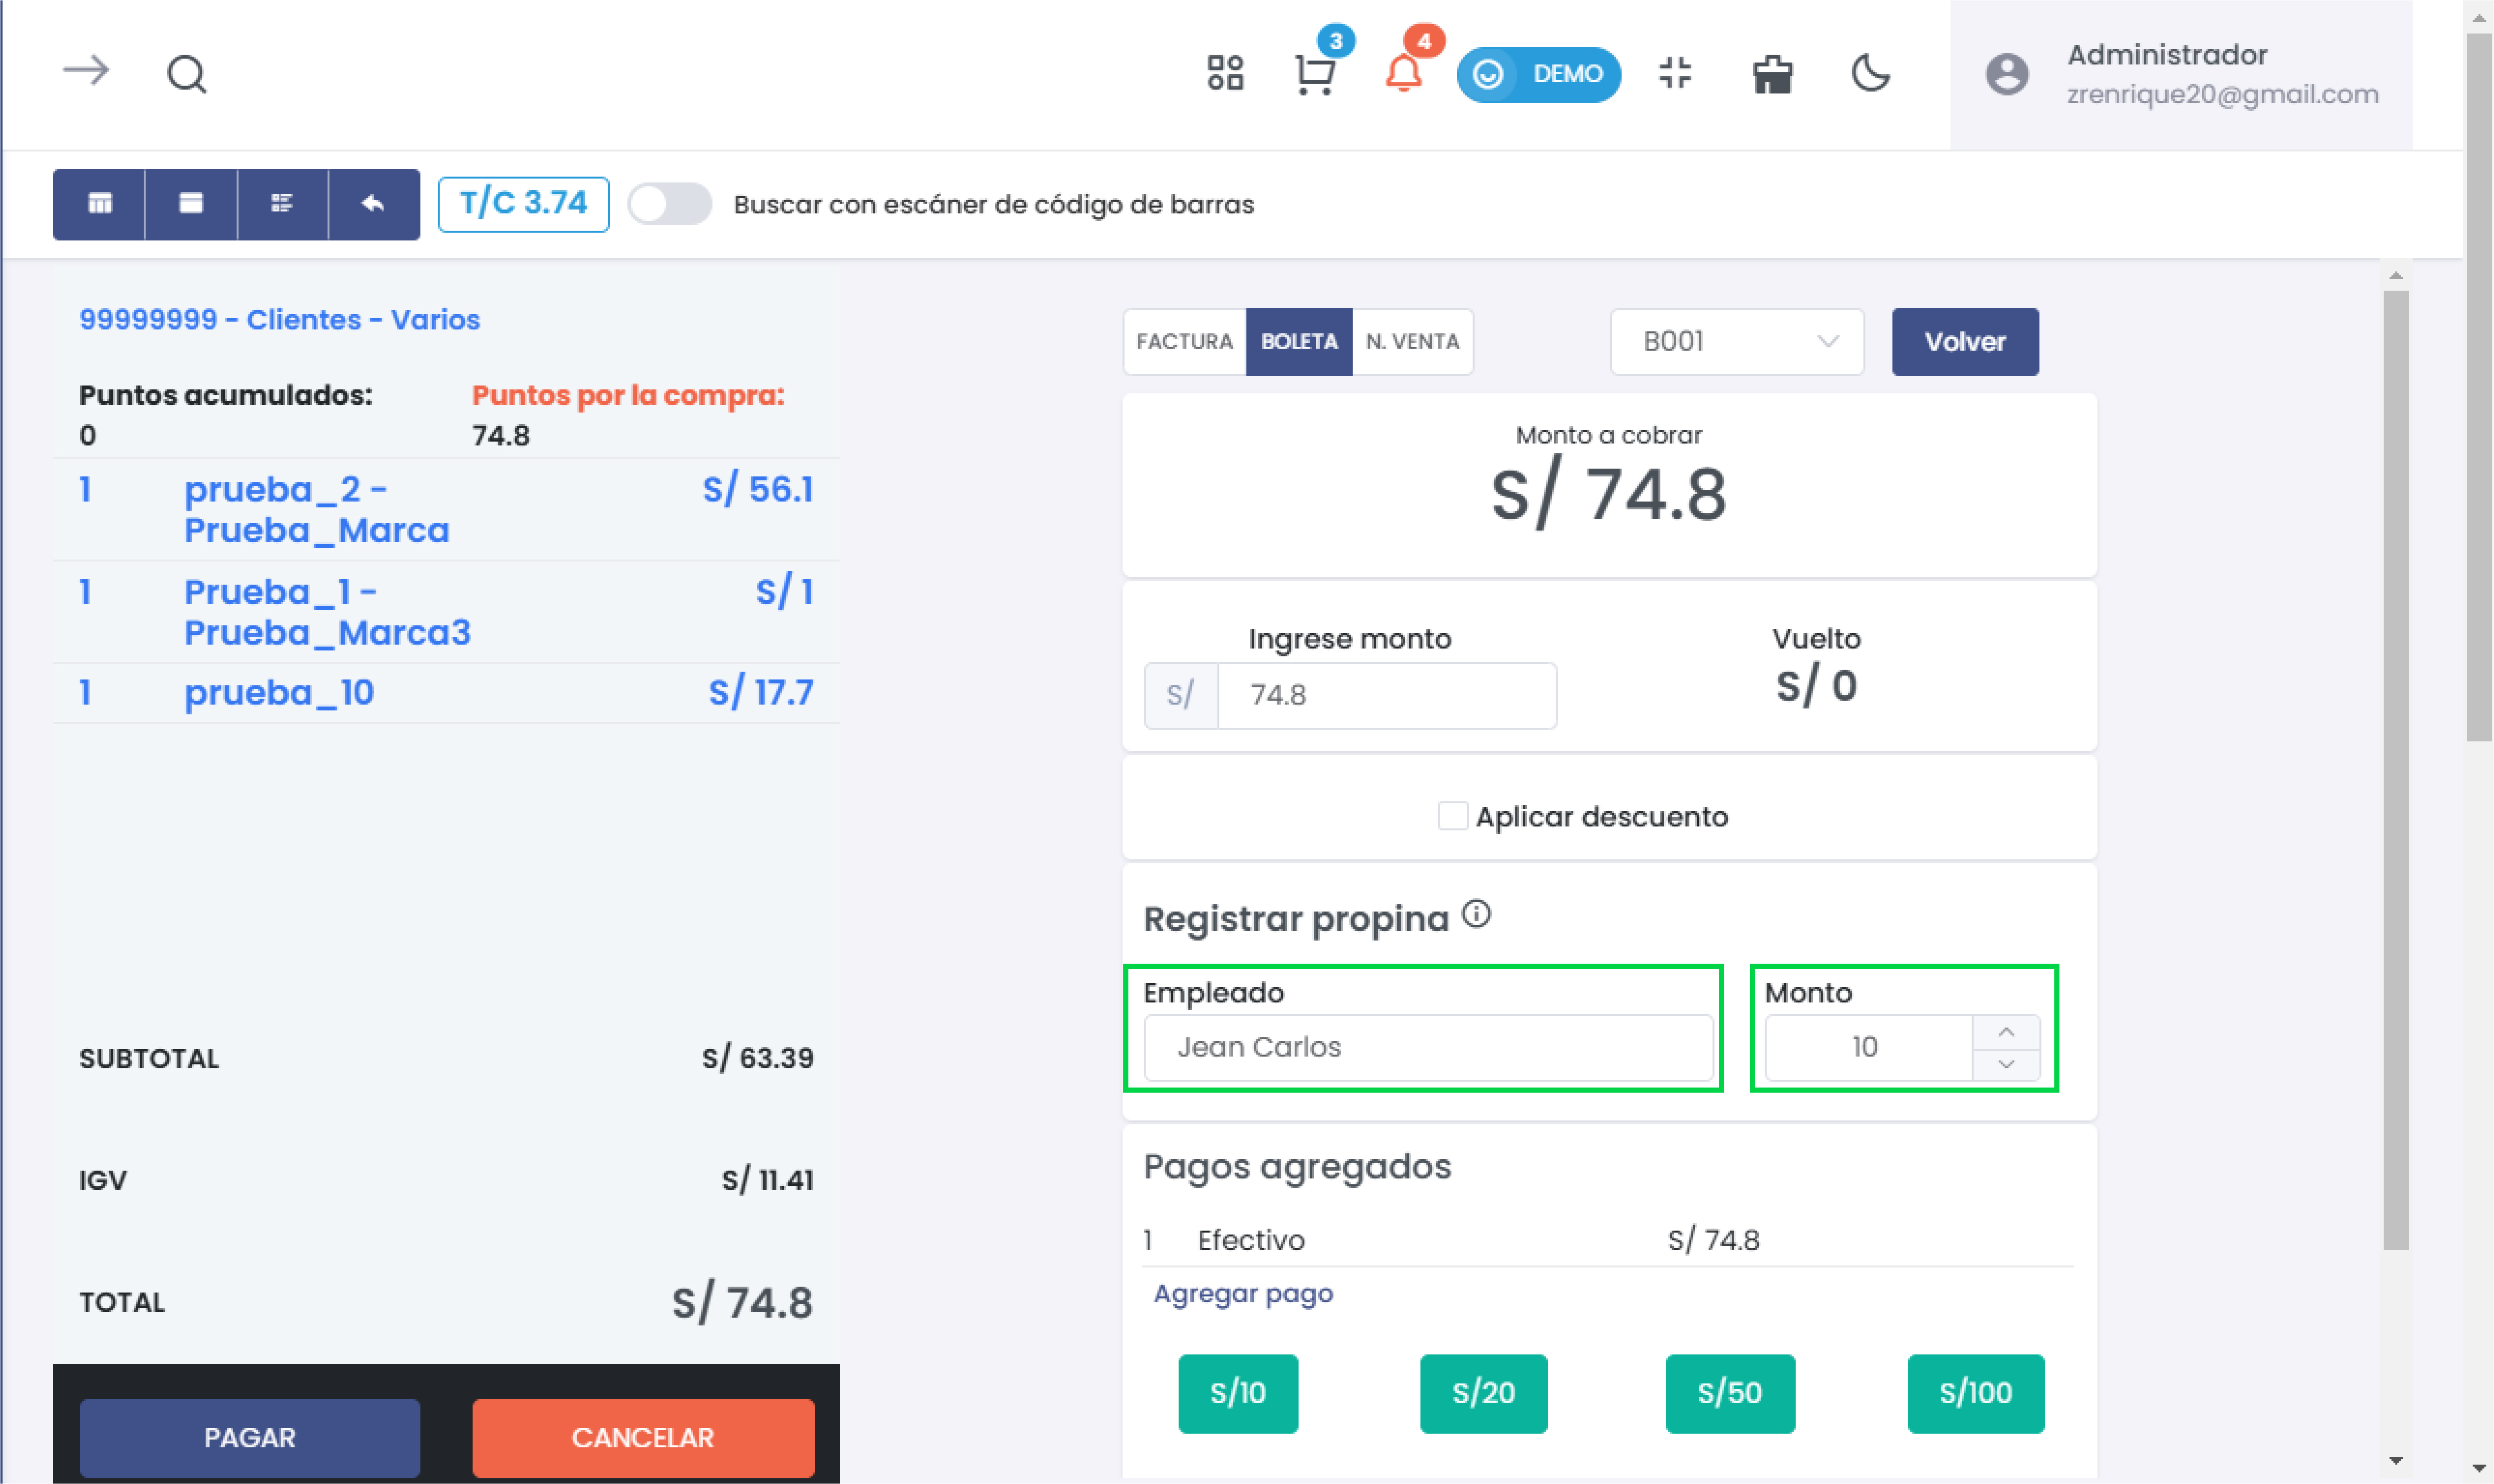 3
4
DEMO
Administrador
zrenrique20@gmail.com
T/C 3.74
Buscar con escáner de código de barras
99999999 - Clientes - Varios
Puntos acumulados:
0
Puntos por la compra:
74.8
1 prueba_2 - S/ 56.1
Prueba_Marca
1 Prueba_1 - S/ 1
Prueba_Marca3
1 prueba_10 S/ 17.7
SUBTOTAL S/ 63.39
IGV S/ 11.41
TOTAL S/ 74.8
PAGAR CANCELAR
FACTURA BOLETA N. VENTA B001 Volver
Monto a cobrar
S/ 74.8
Ingrese monto
S/ 74.8
Vuelto
S/ 0
Aplicar descuento
Registrar propina
Empleado
Jean Carlos
Monto
10
Pagos agregados
1 Efectivo S/ 74.8
Agregar pago
S/10 S/20 S/50 S/100